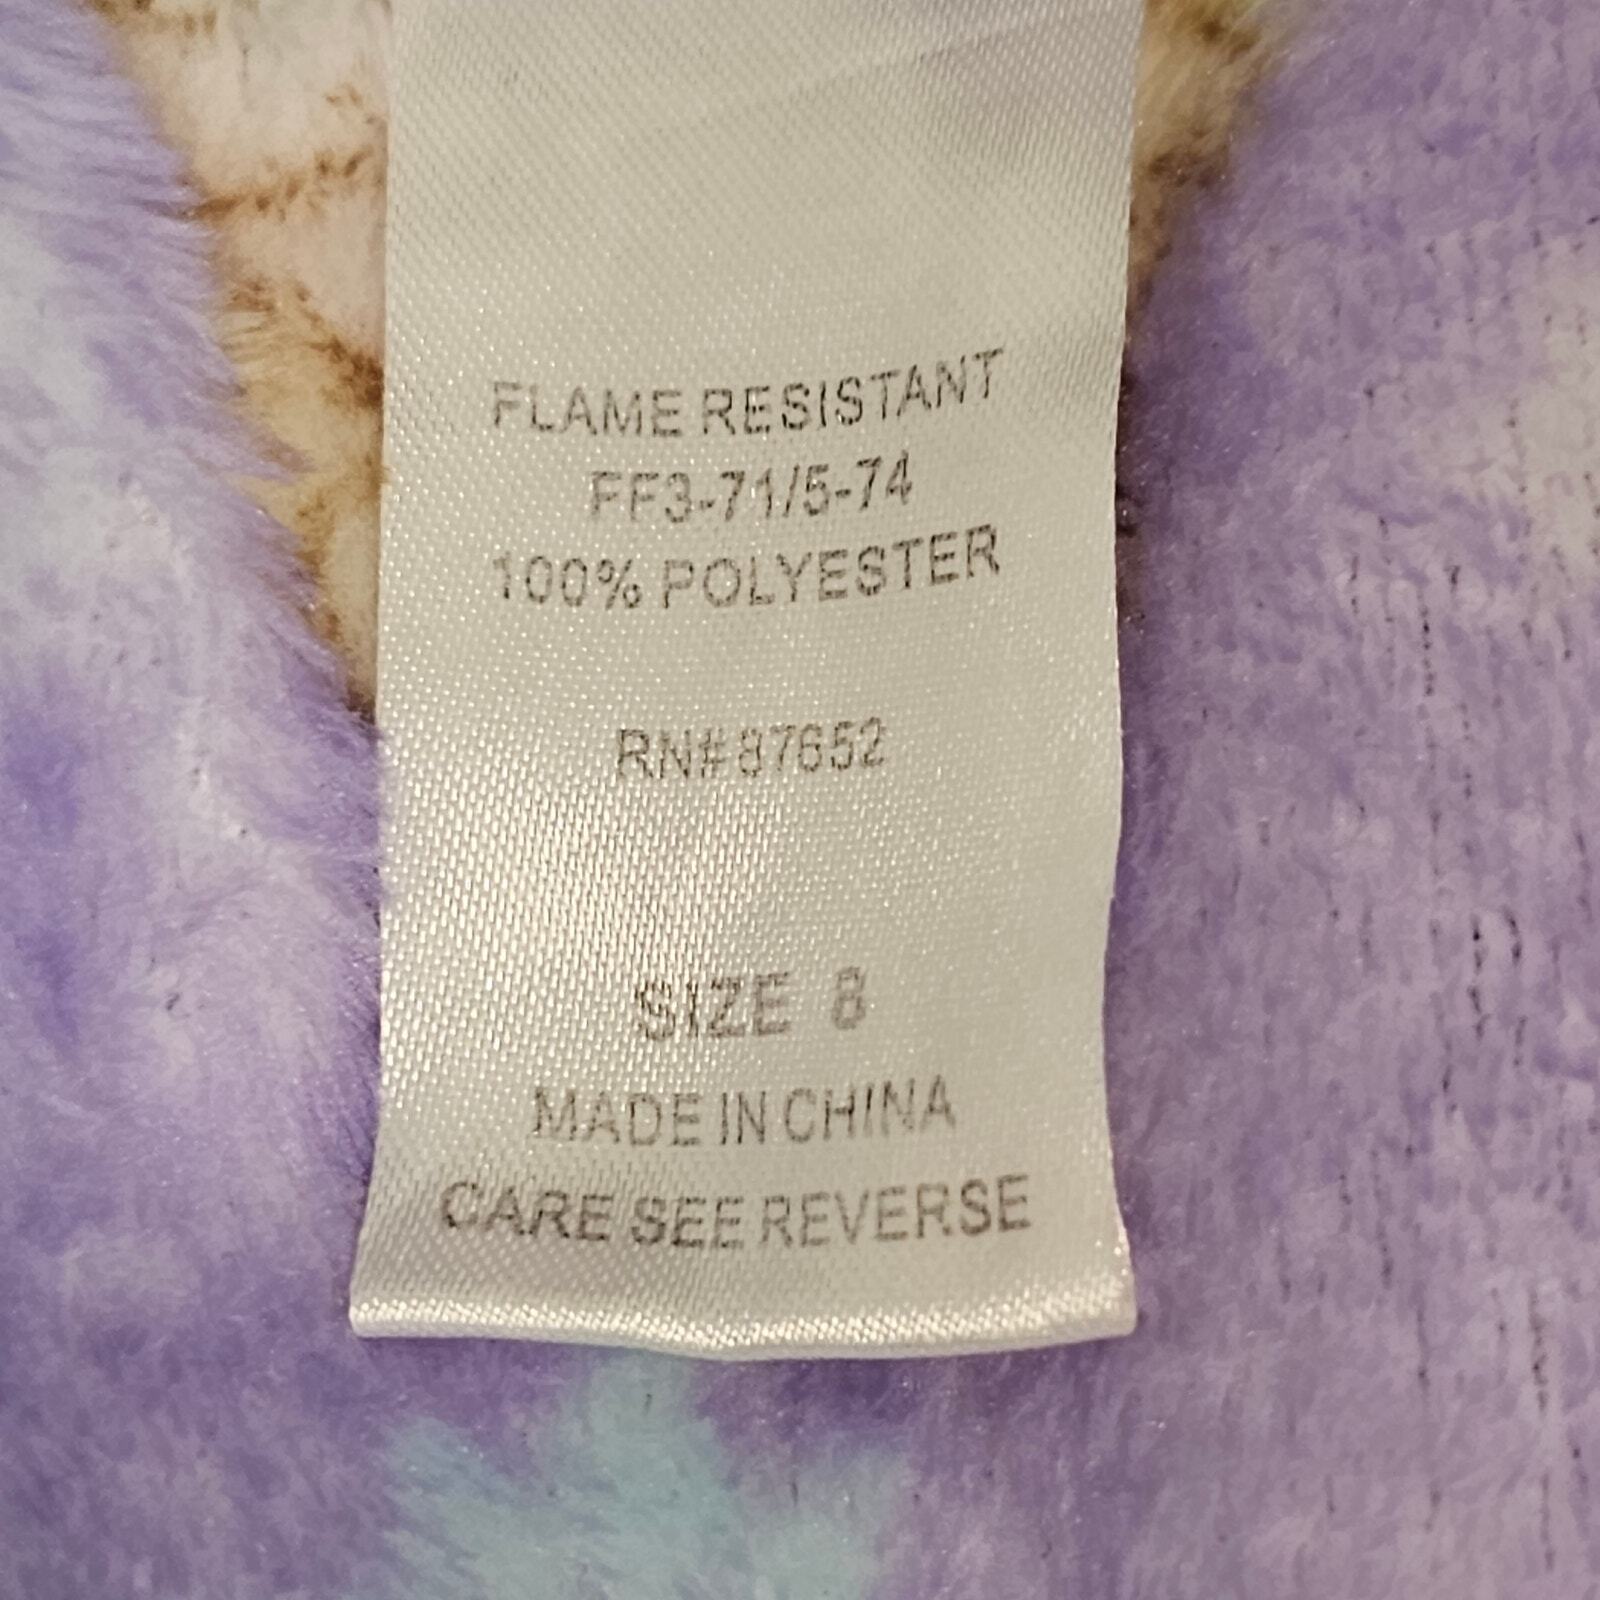 FLAME RESISTANT
FF3-71/5-74
100% POLYESTER
RN# 87652
SIZE 8
MADE IN CHINA
CARE SEE REVERSE